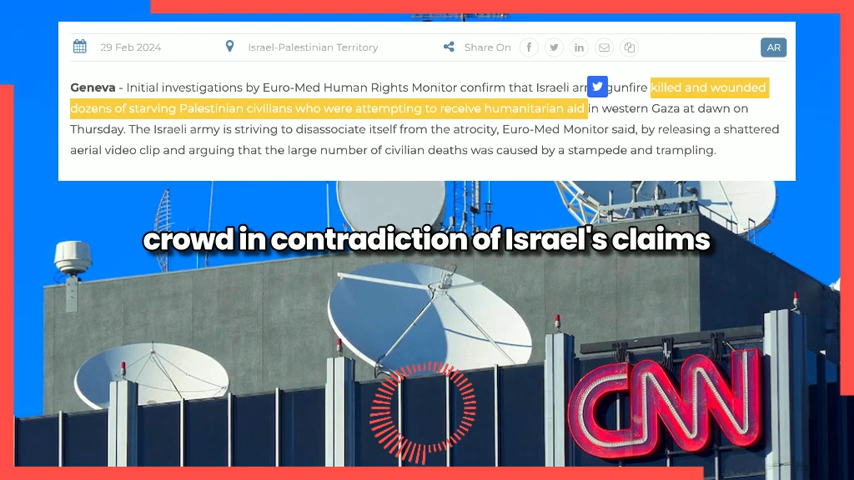 29 Feb 2024 Israel-Palestinian Territory Share On AR
Geneva - Initial investigations by Euro-Med Human Rights Monitor confirm that Israeli gunfire killed and wounded
dozens of starving Palestinian civilians who were attempting to receive humanitarian aid in western Gaza at dawn on
Thursday. The Israeli army is striving to disassociate itself from the atrocity, Euro-Med Monitor said, by releasing a shattered
aerial video clip and arguing that the large number of civilian deaths was caused by a stampede and trampling.
crowd in contradiction of Israel's claims
CNN